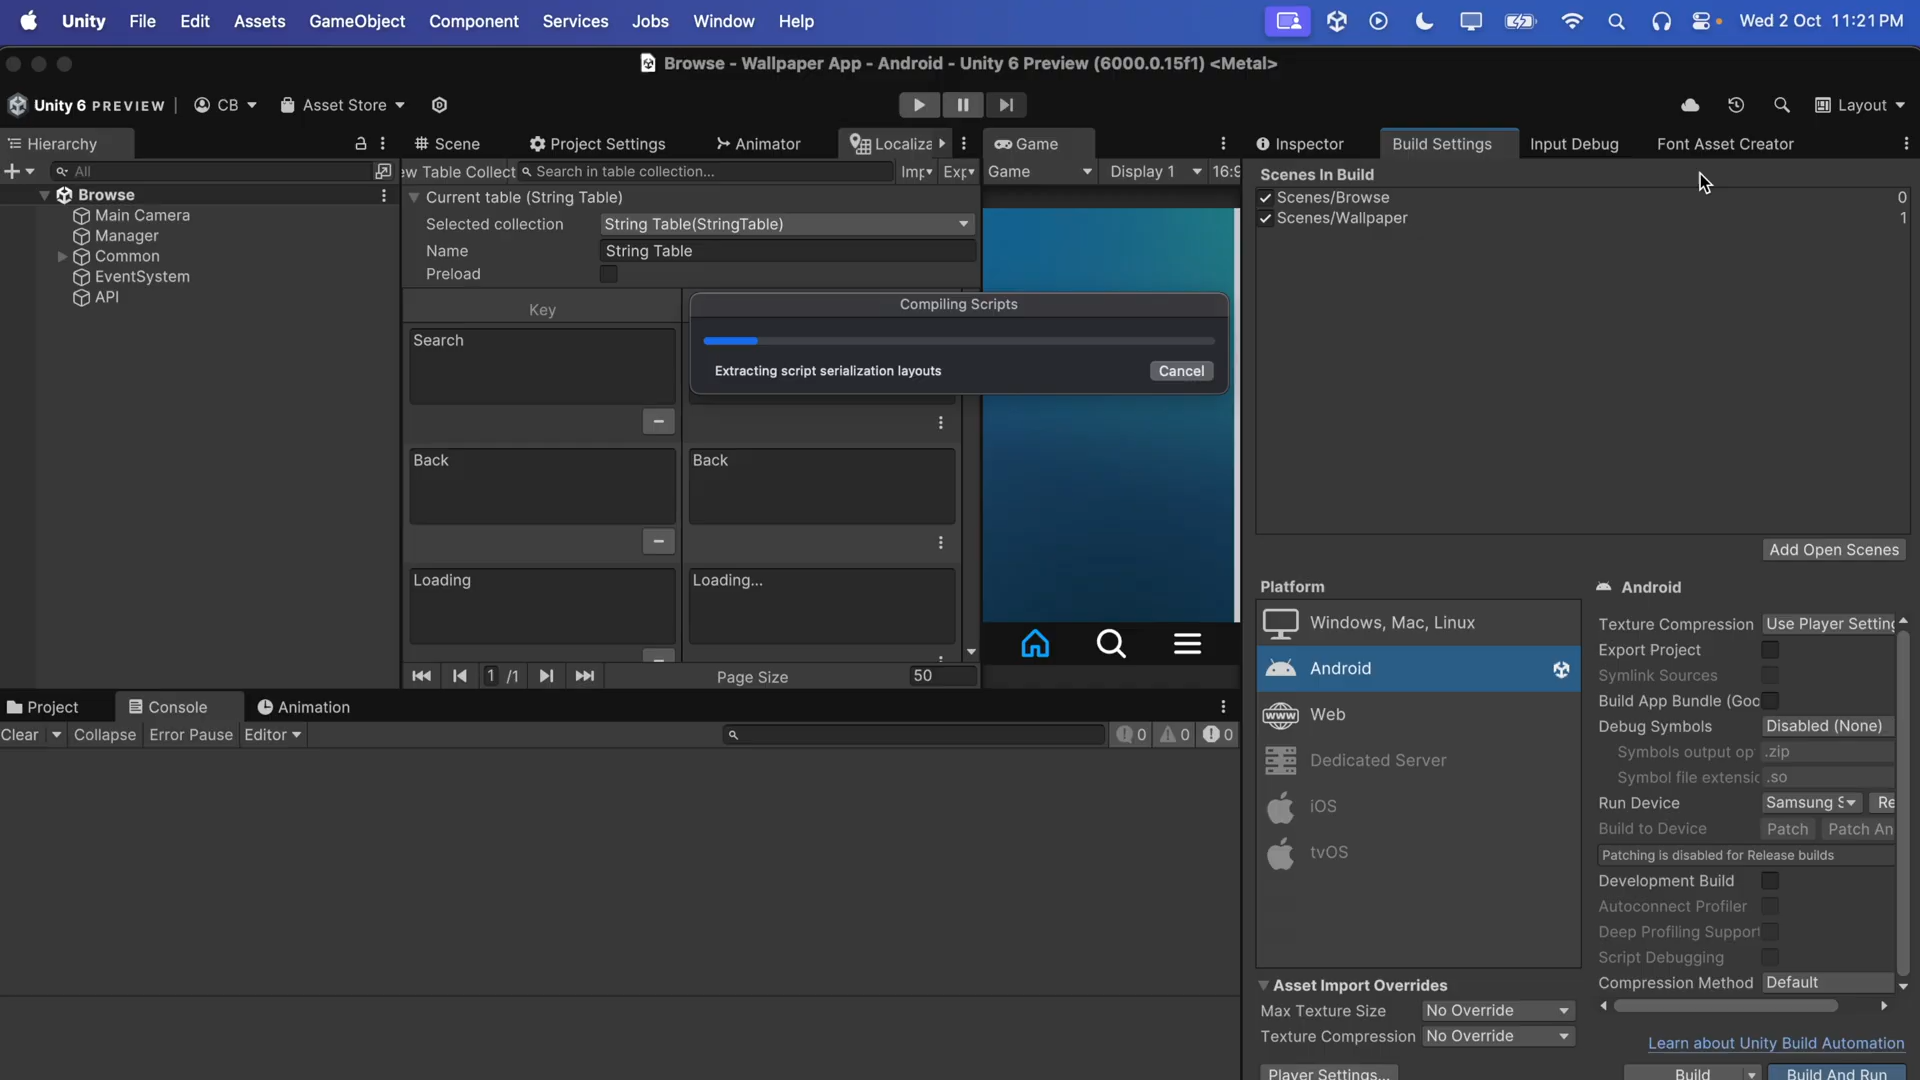 Unity File Edit Assets GameObject Component Services Jobs Window Help Wed 2 Oct 11:21 PM
Browse - Wallpaper App - Android - Unity 6 Preview (6000.0.15f1) <Metal>
Unity 6 PREVIEW CB Asset Store Layout
Hierarchy
All
Browse
Main Camera
Manager
Common
EventSystem
API
Scene Project Settings Animator Localiza
ew Table Collect Search in table collection... Imp Exp
Current table (String Table)
Selected collection String Table(StringTable)
Name String Table
Preload
Key
Search
Back Back
Loading Loading...
1 /1 Page Size 50
Game
Game Display 1 16:9
Compiling Scripts
Extracting script serialization layouts Cancel
Project Console Animation
Clear Collapse Error Pause Editor 0 0 0
Inspector Build Settings Input Debug Font Asset Creator
Scenes In Build
Scenes/Browse 0
Scenes/Wallpaper 1
Add Open Scenes
Platform
Windows, Mac, Linux
Android
www Web
Dedicated Server
iOS
tvOS
Asset Import Overrides
Max Texture Size No Override
Texture Compression No Override
Player Settings...
Android
Texture Compression Use Player Setting
Export Project
Symlink Sources
Build App Bundle (Goo
Debug Symbols Disabled (None)
Symbols output op .zip
Symbol file extensio .so
Run Device Samsung S Re
Build to Device Patch Patch An
Patching is disabled for Release builds
Development Build
Autoconnect Profiler
Deep Profiling Support
Script Debugging
Compression Method Default
Learn about Unity Build Automation
Build Build And Run